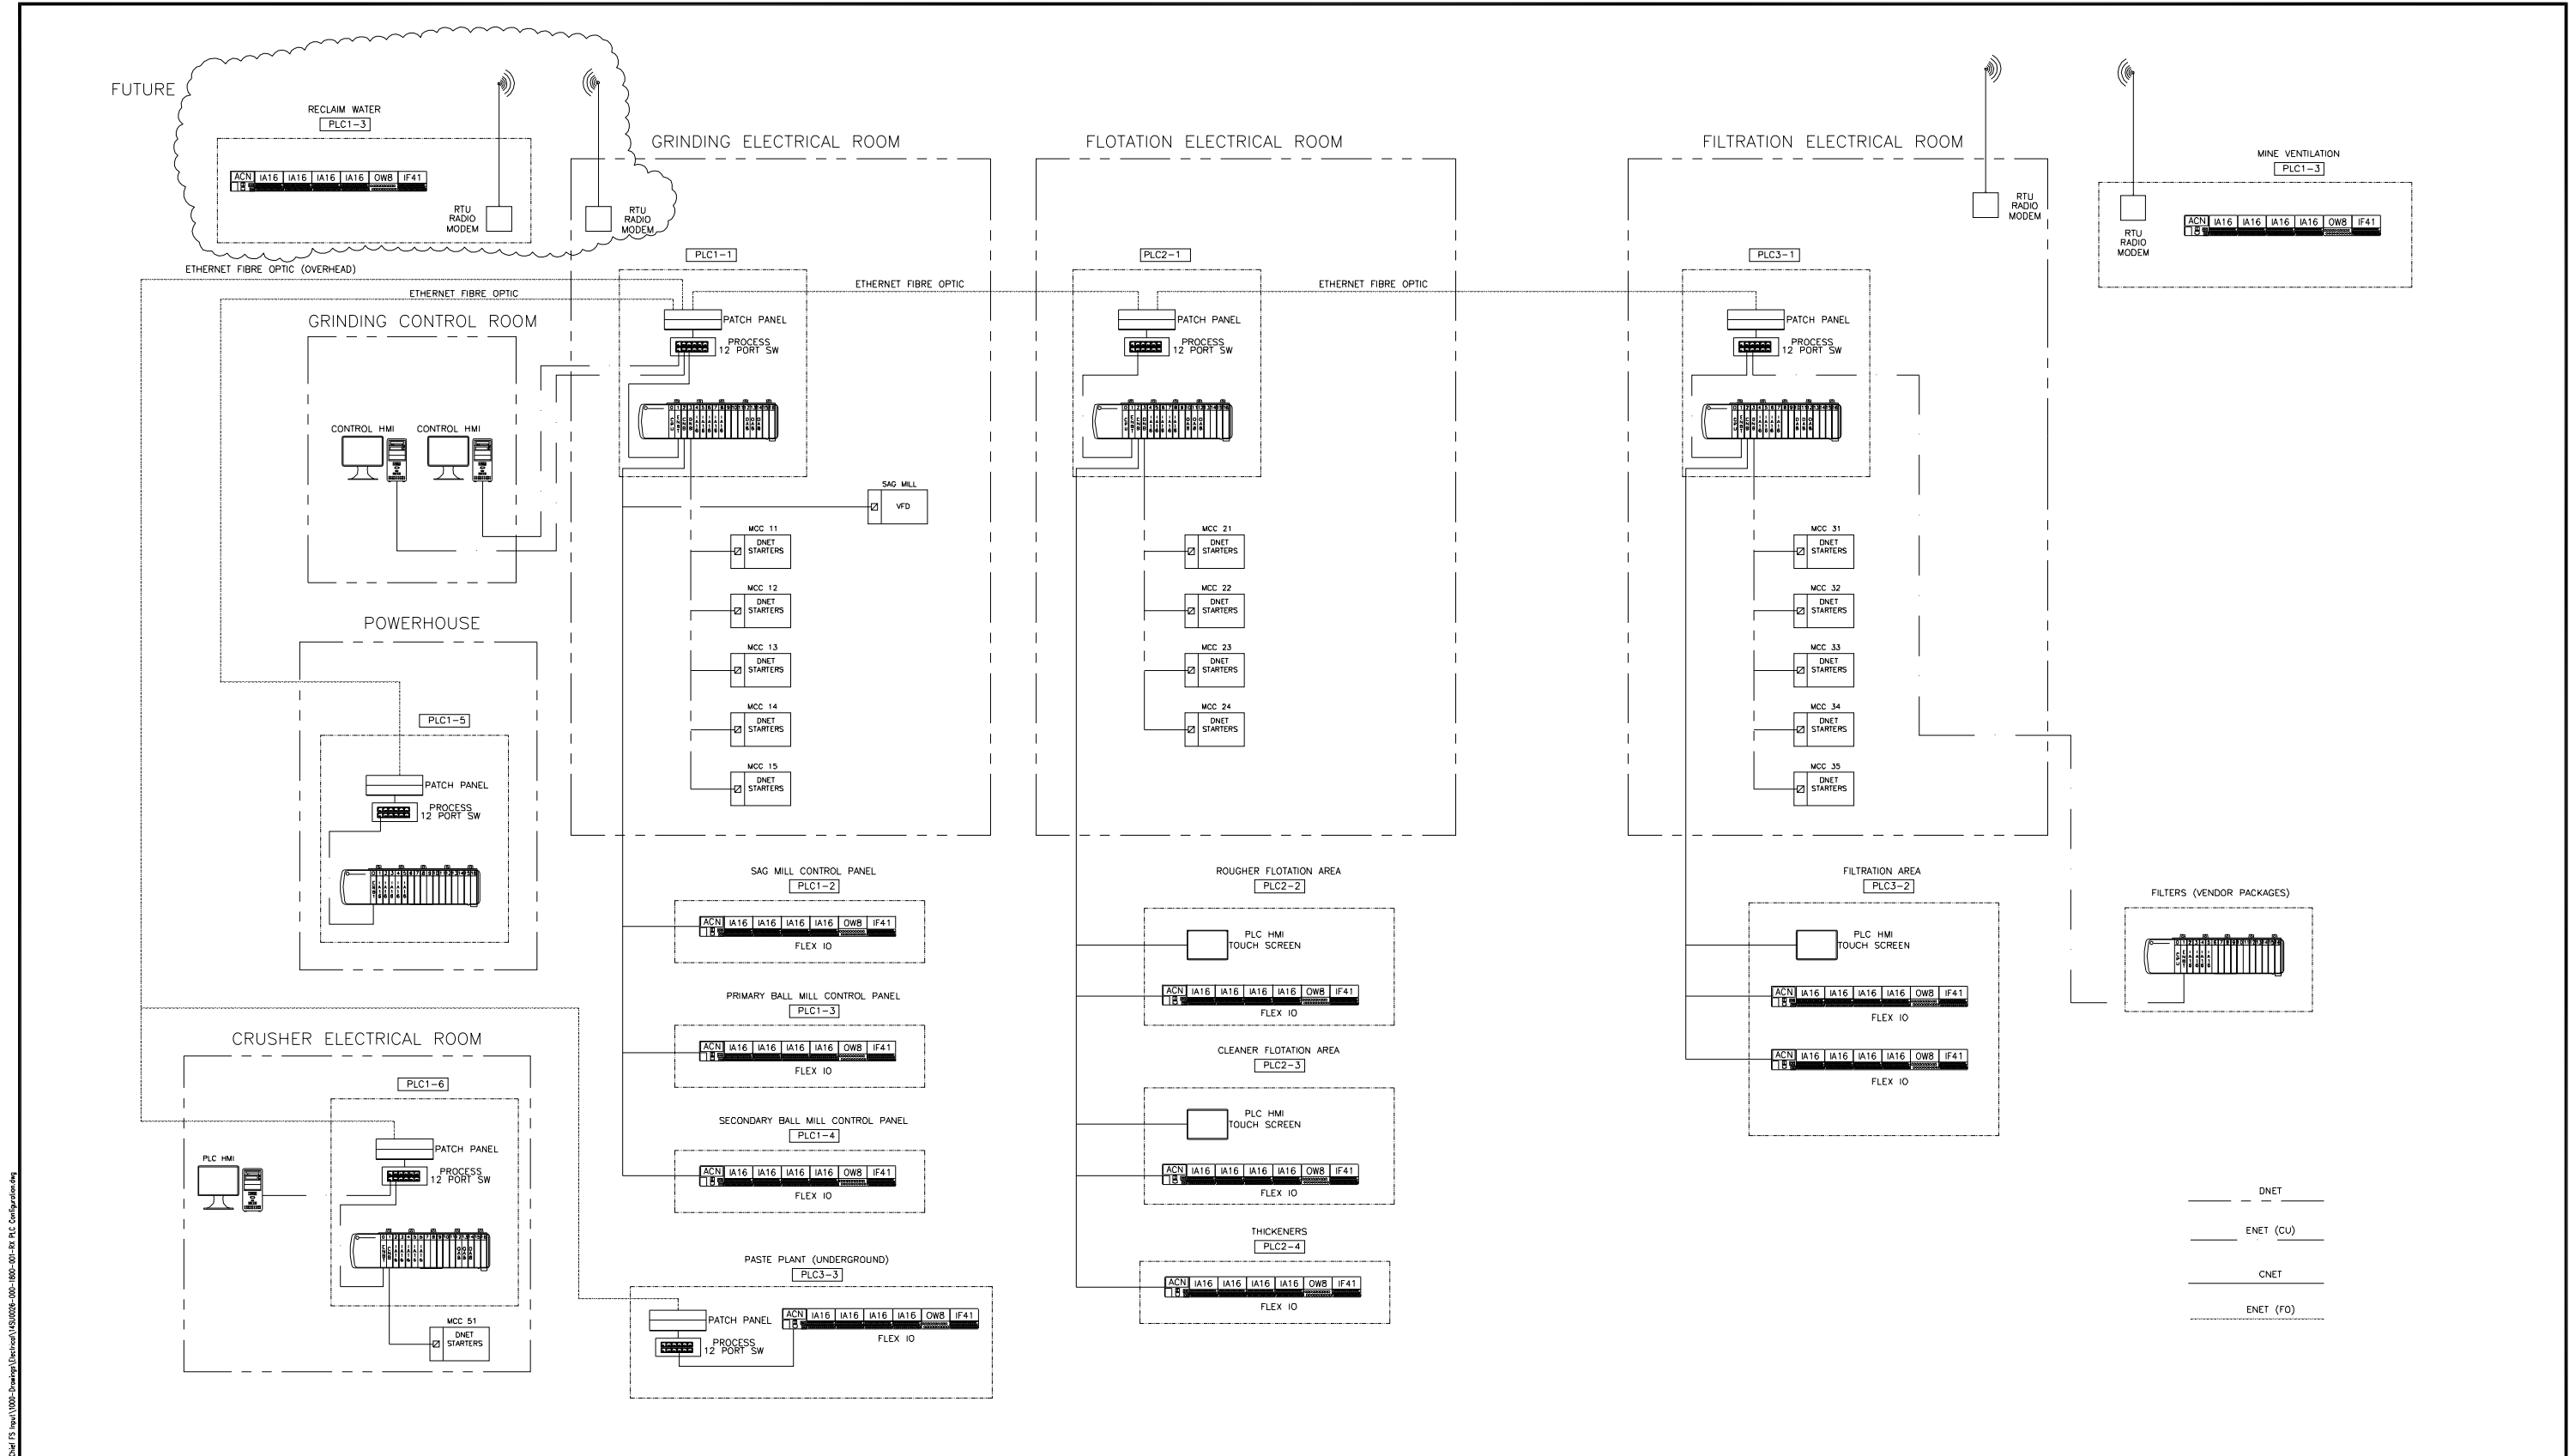 FUTURE
RECLAIM WATER
PLC1-3
ACN IA16 IA16 IA16 IA16 OW8 IF41
RTU
RADIO
MODEM
RTU
RADIO
MODEM
GRINDING ELECTRICAL ROOM
FLOTATION ELECTRICAL ROOM
FILTRATION ELECTRICAL ROOM
RTU
RADIO
MODEM
MINE VENTILATION
PLC1-3
RTU
RADIO
MODEM
ACN IA16 IA16 IA16 IA16 OW8 IF41
ETHERNET FIBRE OPTIC (OVERHEAD)
ETHERNET FIBRE OPTIC
ETHERNET FIBRE OPTIC
ETHERNET FIBRE OPTIC
PLC1-1
PATCH PANEL
PROCESS
12 PORT SW
PLC2-1
PATCH PANEL
PROCESS
12 PORT SW
PLC3-1
PATCH PANEL
PROCESS
12 PORT SW
GRINDING CONTROL ROOM
CONTROL HMI
CONTROL HMI
SAG MILL
VFD
MCC 11
DNET
STARTERS
MCC 12
DNET
STARTERS
MCC 13
DNET
STARTERS
MCC 14
DNET
STARTERS
MCC 15
DNET
STARTERS
MCC 21
DNET
STARTERS
MCC 22
DNET
STARTERS
MCC 23
DNET
STARTERS
MCC 24
DNET
STARTERS
MCC 31
DNET
STARTERS
MCC 32
DNET
STARTERS
MCC 33
DNET
STARTERS
MCC 34
DNET
STARTERS
MCC 35
DNET
STARTERS
POWERHOUSE
PLC1-5
PATCH PANEL
PROCESS
12 PORT SW
SAG MILL CONTROL PANEL
PLC1-2
ACN IA16 IA16 IA16 IA16 OW8 IF41
FLEX IO
PRIMARY BALL MILL CONTROL PANEL
PLC1-3
ACN IA16 IA16 IA16 IA16 OW8 IF41
FLEX IO
SECONDARY BALL MILL CONTROL PANEL
PLC1-4
ACN IA16 IA16 IA16 IA16 OW8 IF41
FLEX IO
ROUGHER FLOTATION AREA
PLC2-2
PLC HMI
TOUCH SCREEN
ACN IA16 IA16 IA16 IA16 OW8 IF41
FLEX IO
CLEANER FLOTATION AREA
PLC2-3
PLC HMI
TOUCH SCREEN
ACN IA16 IA16 IA16 IA16 OW8 IF41
FLEX IO
THICKENERS
PLC2-4
ACN IA16 IA16 IA16 IA16 OW8 IF41
FLEX IO
FILTRATION AREA
PLC3-2
PLC HMI
TOUCH SCREEN
ACN IA16 IA16 IA16 IA16 OW8 IF41
FLEX IO
ACN IA16 IA16 IA16 IA16 OW8 IF41
FLEX IO
FILTERS (VENDOR PACKAGES)
CRUSHER ELECTRICAL ROOM
PLC1-6
PATCH PANEL
PROCESS
12 PORT SW
PLC HMI
MCC 51
DNET
STARTERS
PASTE PLANT (UNDERGROUND)
PLC3-3
PATCH PANEL
PROCESS
12 PORT SW
ACN IA16 IA16 IA16 IA16 OW8 IF41
FLEX IO
DNET
ENET (CU)
CNET
ENET (FO)